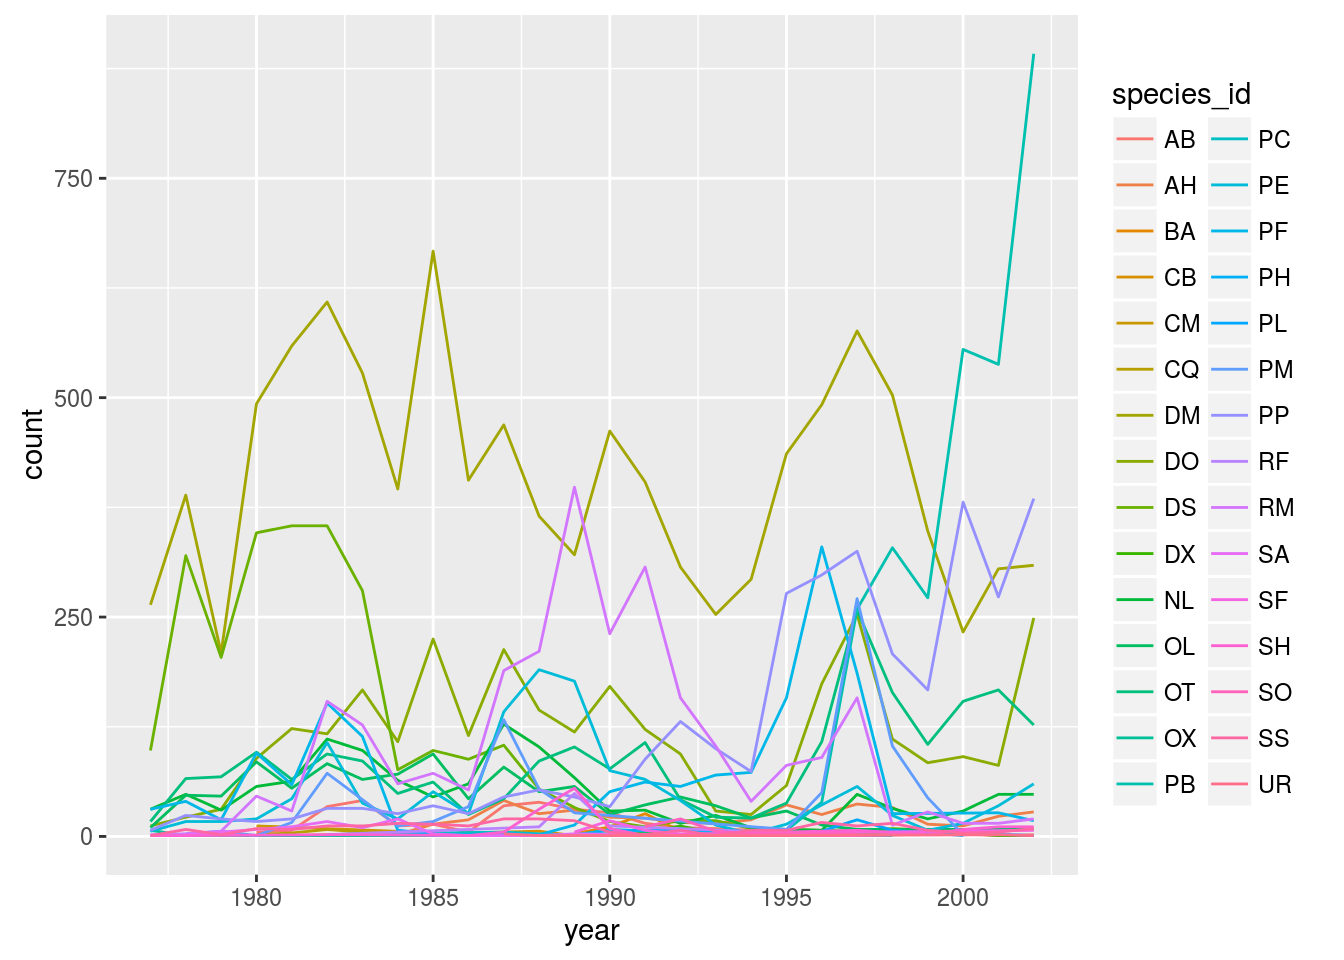 species_id
AB PC
AH PE
BA PF
CB PH
CM PL
CQ PM
DM PP
DO RF
DS RM
DX SA
NL SF
OL SH
OT SO
OX SS
PB UR
750
500
250
0
count
1980 1985 1990 1995 2000
year